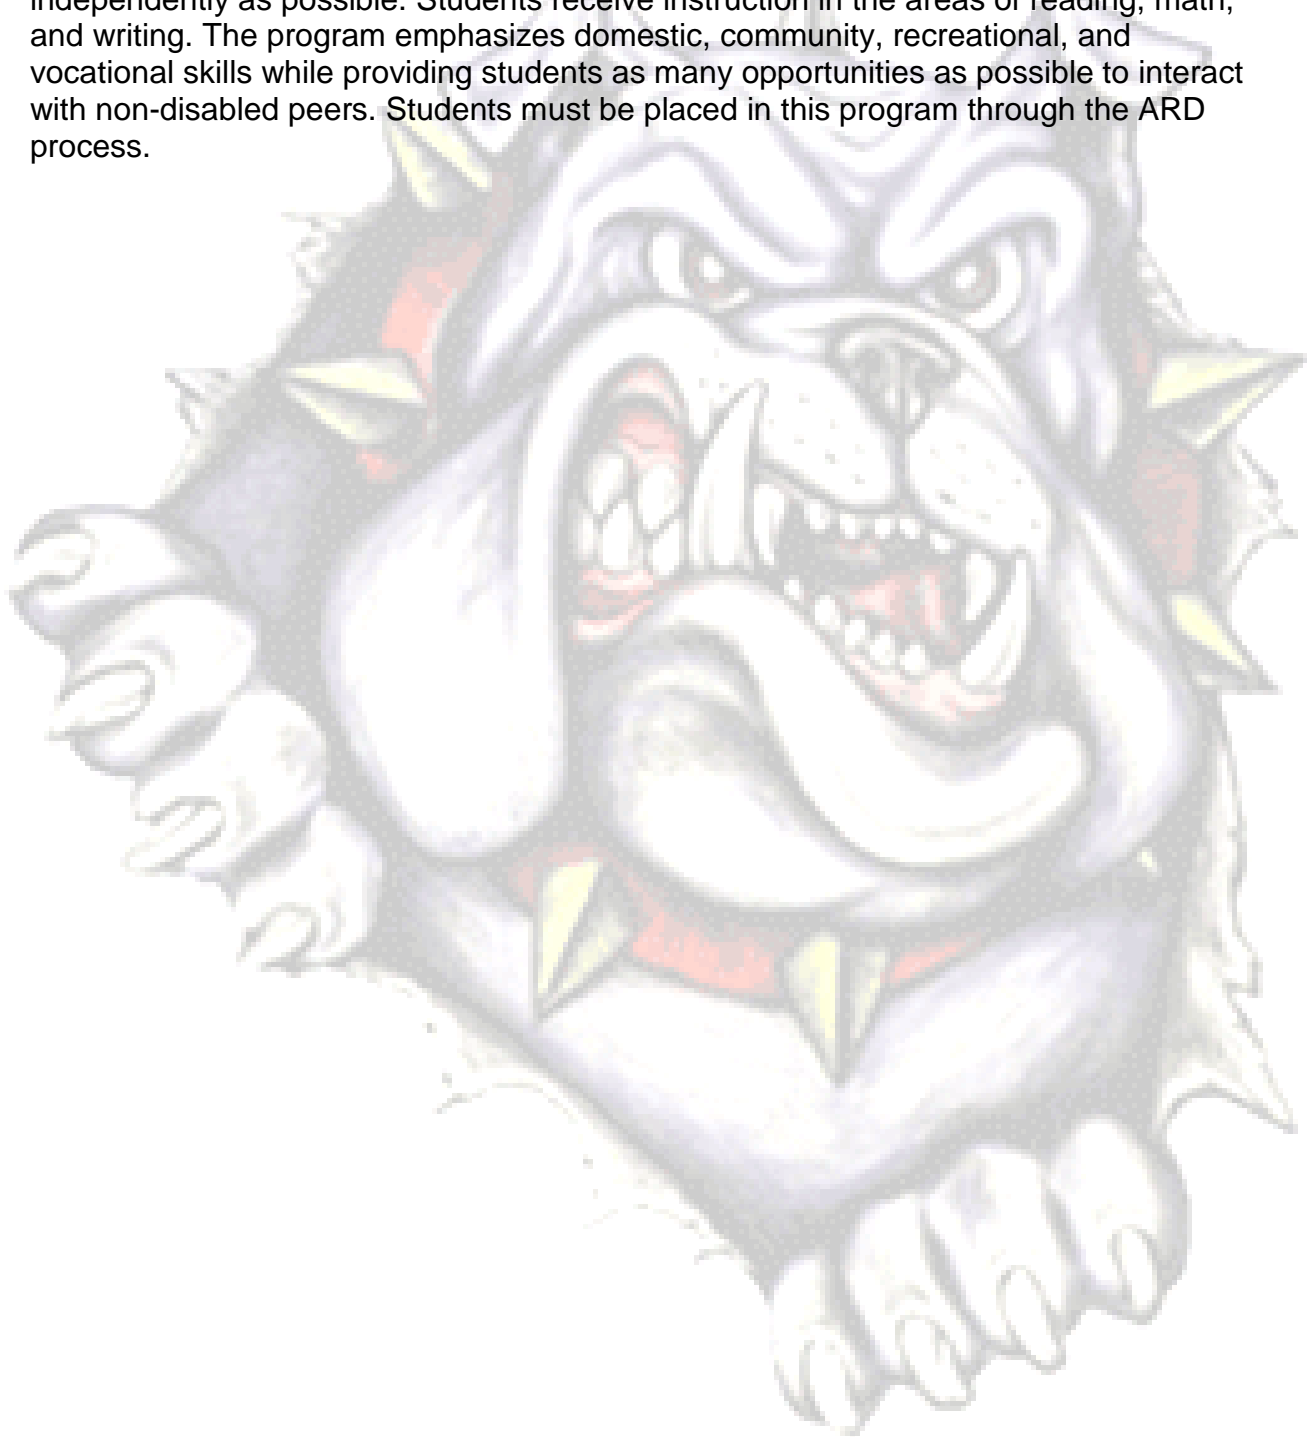 independently as possible. Students receive instruction in the areas of reading, math,
and writing. The program emphasizes domestic, community, recreational, and
vocational skills while providing students as many opportunities as possible to interact
with non-disabled peers. Students must be placed in this program through the ARD
process.